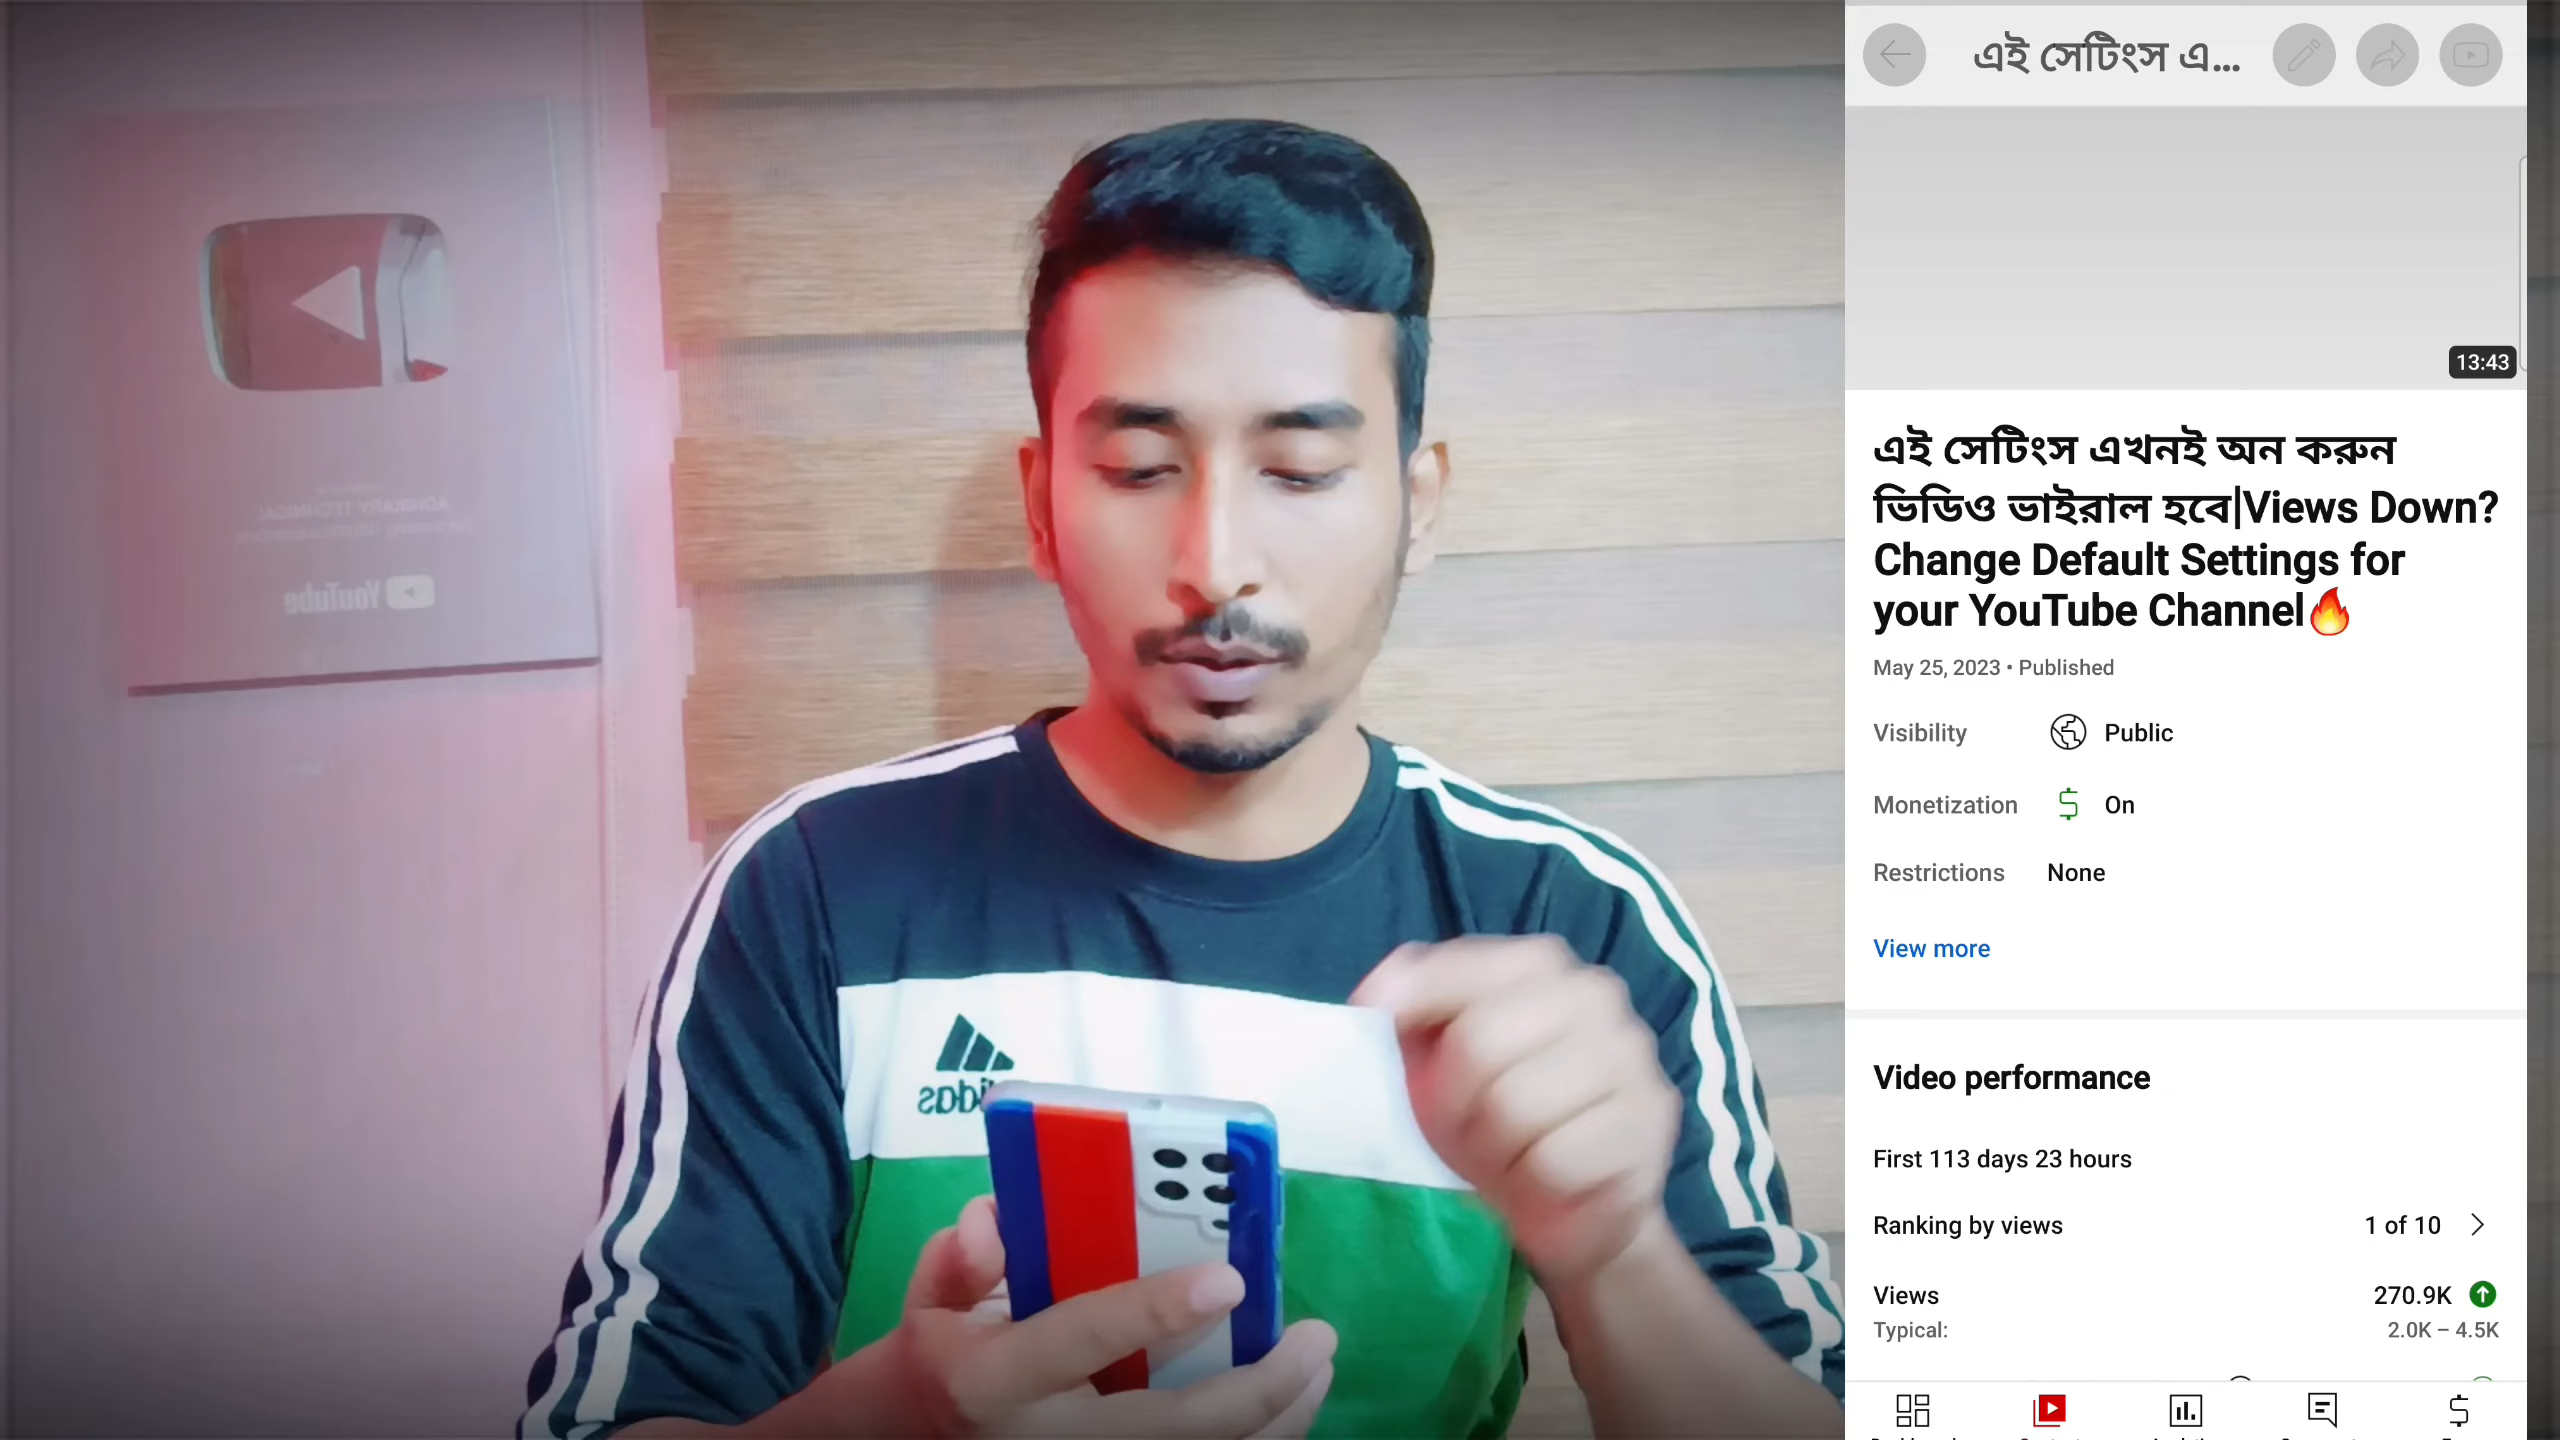 এই সেটিংস এ...
13:43
এই সেটিংস এখনই অন করুন
ভিডিও ভাইরাল হবে|Views Down?
Change Default Settings for
your YouTube Channel🔥
May 25, 2023 • Published
Visibility Public
Monetization On
Restrictions None
View more
Video performance
First 113 days 23 hours
Ranking by views 1 of 10
Views 270.9K
Typical: 2.0K – 4.5K
ADHIKARY TECHNICAL
YouTube
adidas